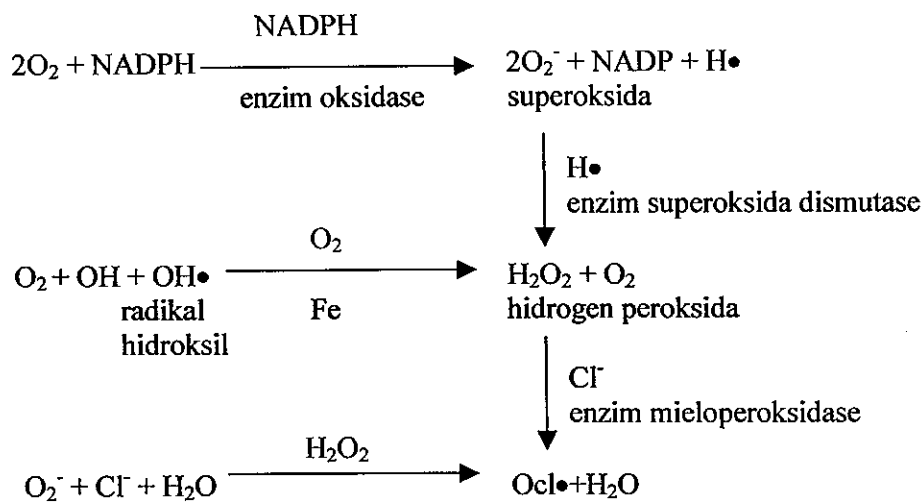 NADPH
2O₂ + NADPH 2O₂⁻ + NADP + H●
enzim oksidase superoksida
H●
enzim superoksida dismutase
O₂
O₂ + OH + OH● H₂O₂ + O₂
radikal Fe hidrogen peroksida
hidroksil
Cl⁻
enzim mieloperoksidase
H₂O₂
O₂⁻ + Cl⁻ + H₂O Ocl●+H₂O